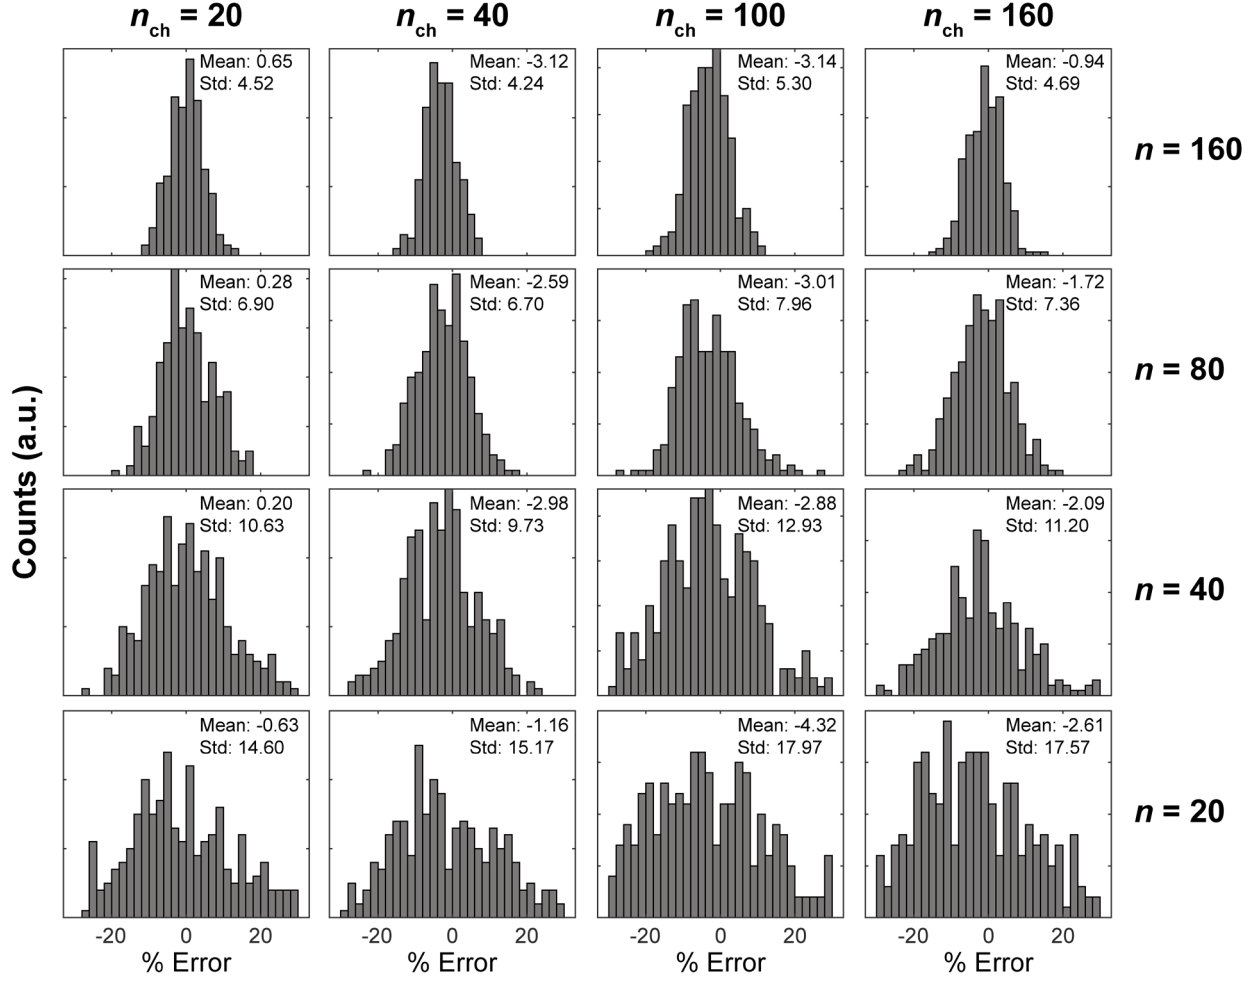 nch = 20 nch = 40 nch = 100 nch = 160
Mean: 0.65 Mean: -3.12 Mean: -3.14 Mean: -0.94
Std: 4.52 Std: 4.24 Std: 5.30 Std: 4.69
n = 160
Mean: 0.28 Mean: -2.59 Mean: -3.01 Mean: -1.72
Std: 6.90 Std: 6.70 Std: 7.96 Std: 7.36
n = 80
Counts (a.u.)
Mean: 0.20 Mean: -2.98 Mean: -2.88 Mean: -2.09
Std: 10.63 Std: 9.73 Std: 12.93 Std: 11.20
n = 40
Mean: -0.63 Mean: -1.16 Mean: -4.32 Mean: -2.61
Std: 14.60 Std: 15.17 Std: 17.97 Std: 17.57
n = 20
-20 0 20 -20 0 20 -20 0 20 -20 0 20
% Error % Error % Error % Error